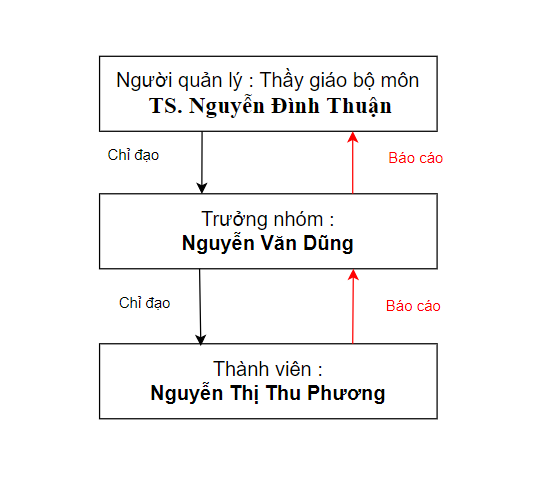 Người quản lý : Thầy giáo bộ môn
TS. Nguyễn Đình Thuận
Chỉ đạo
Báo cáo
Trưởng nhóm :
Nguyễn Văn Dũng
Chỉ đạo
Báo cáo
Thành viên :
Nguyễn Thị Thu Phương